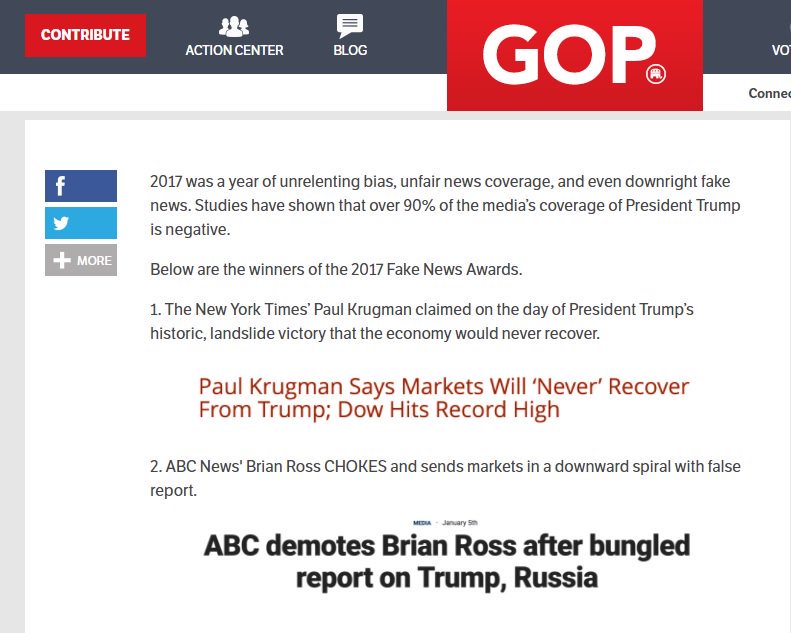 CONTRIBUTE
ACTION CENTER
BLOG
GOP
Connec
MORE
2017 was a year of unrelenting bias, unfair news coverage, and even downright fake
news. Studies have shown that over 90% of the media's coverage of President Trump
is negative.
Below are the winners of the 2017 Fake News Awards.
1. The New York Times' Paul Krugman claimed on the day of President Trump's
historic, landslide victory that the economy would never recover.
Paul Krugman Says Markets Will 'Never' Recover
From Trump; Dow Hits Record High
2. ABC News' Brian Ross CHOKES and sends markets in a downward spiral with false
report.
MEDIA - January 5th
ABC demotes Brian Ross after bungled
report on Trump, Russia